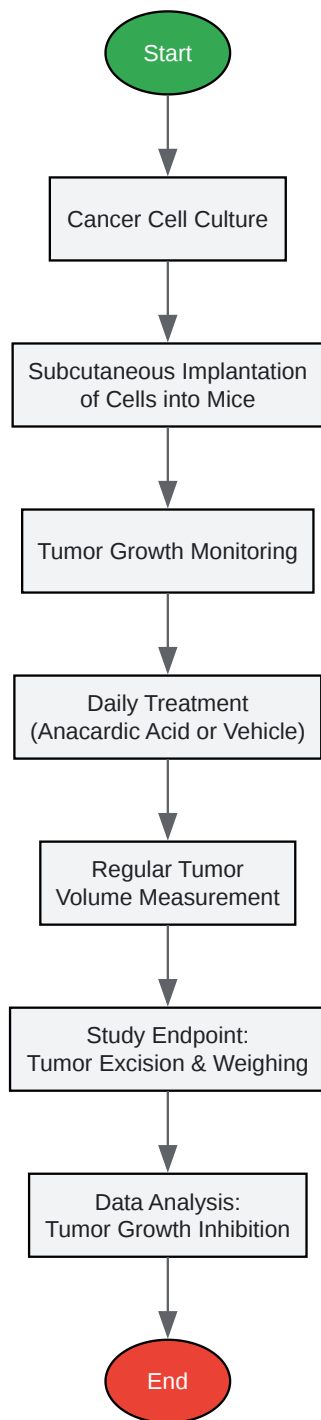 Start
Cancer Cell Culture
Subcutaneous Implantation
of Cells into Mice
Tumor Growth Monitoring
Daily Treatment
(Anacardic Acid or Vehicle)
Regular Tumor
Volume Measurement
Study Endpoint:
Tumor Excision & Weighing
Data Analysis:
Tumor Growth Inhibition
End